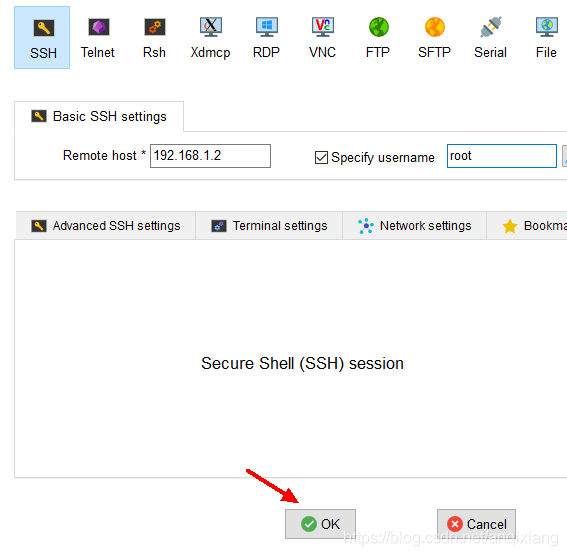 SSH Telnet Rsh Xdmcp RDP VNC FTP SFTP Serial File
Basic SSH settings
Remote host * 192.168.1.2 Specify username root
Advanced SSH settings Terminal settings Network settings Bookma
Secure Shell (SSH) session
OK Cancel
https://blog.csdn.net/anqixiang